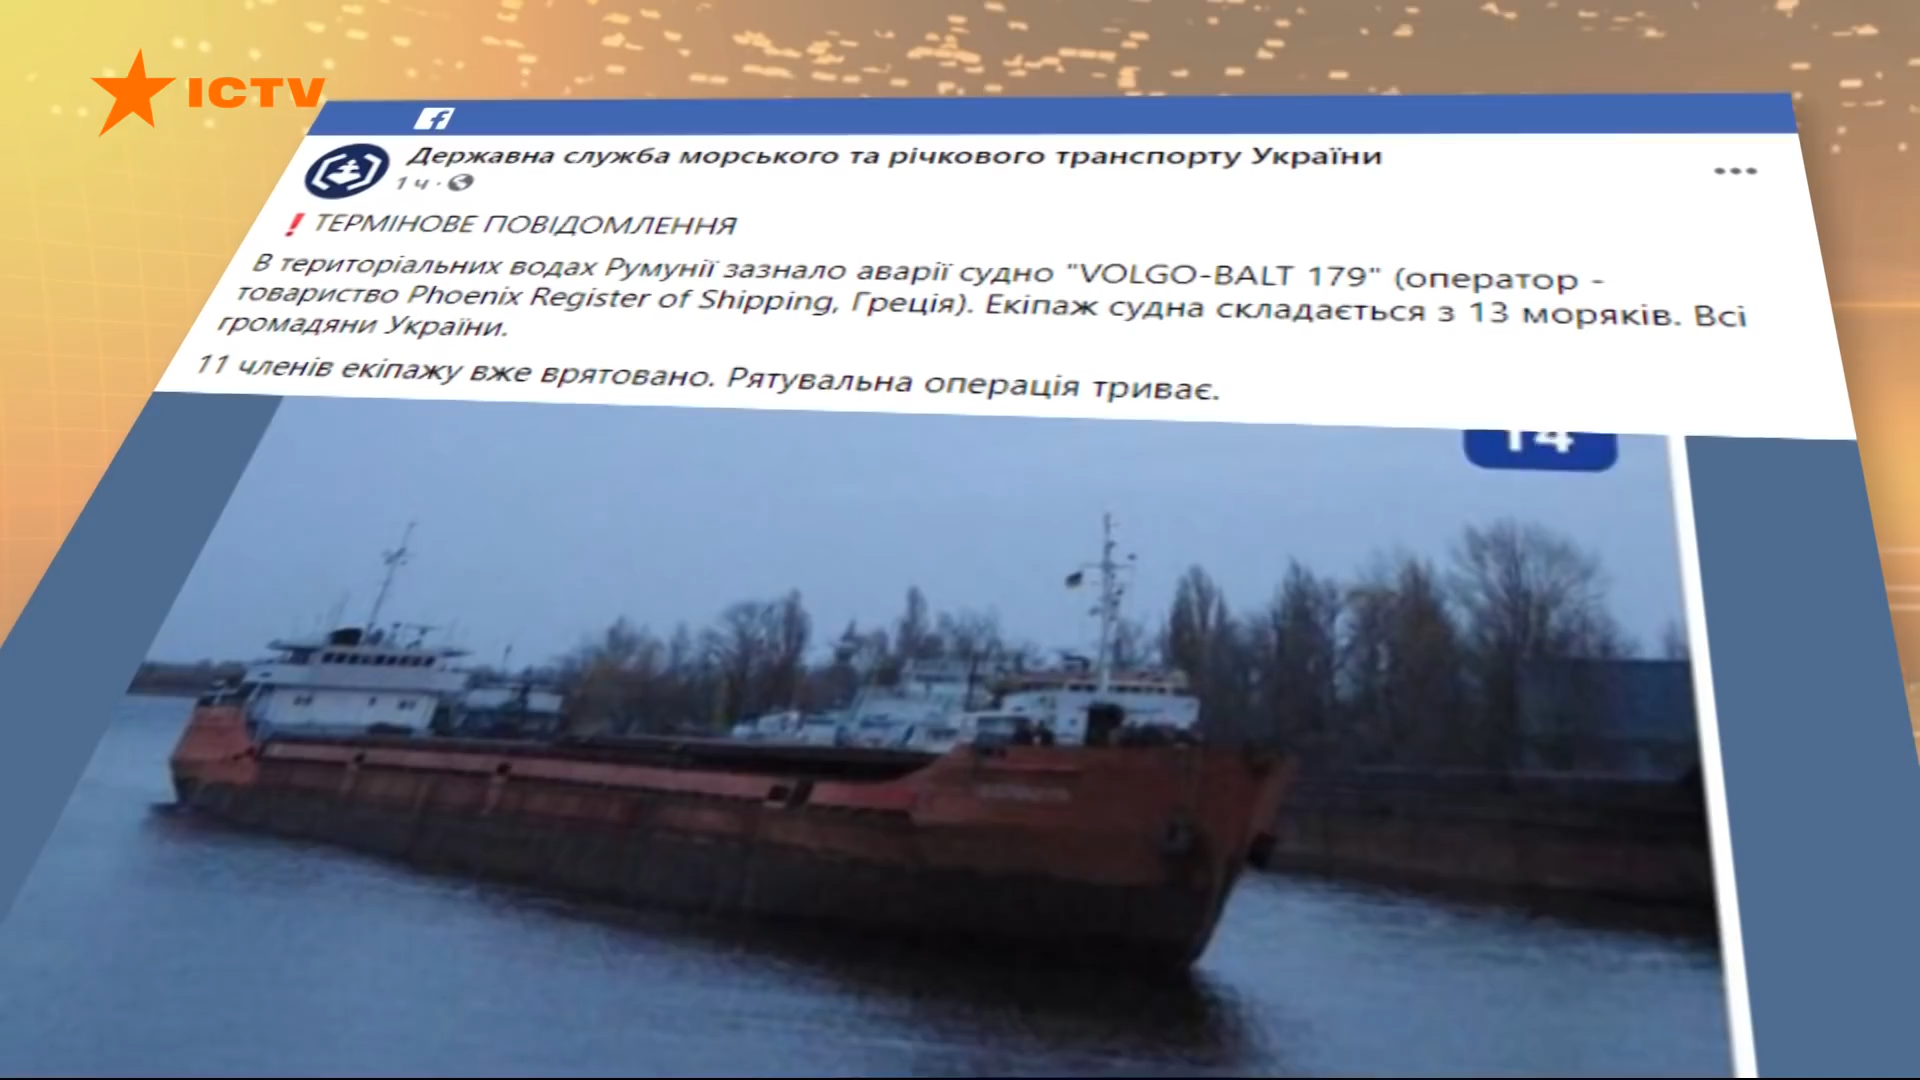 ICTV
Державна служба морського та річкового транспорту України
1 ч ·
❗ ТЕРМІНОВЕ ПОВІДОМЛЕННЯ
В територіальних водах Румунії зазнало аварії судно "VOLGO-BALT 179" (оператор -
товариство Phoenix Register of Shipping, Греція). Екіпаж судна складається з 13 моряків. Всі
громадяни України.
11 членів екіпажу вже врятовано. Рятувальна операція триває.
14